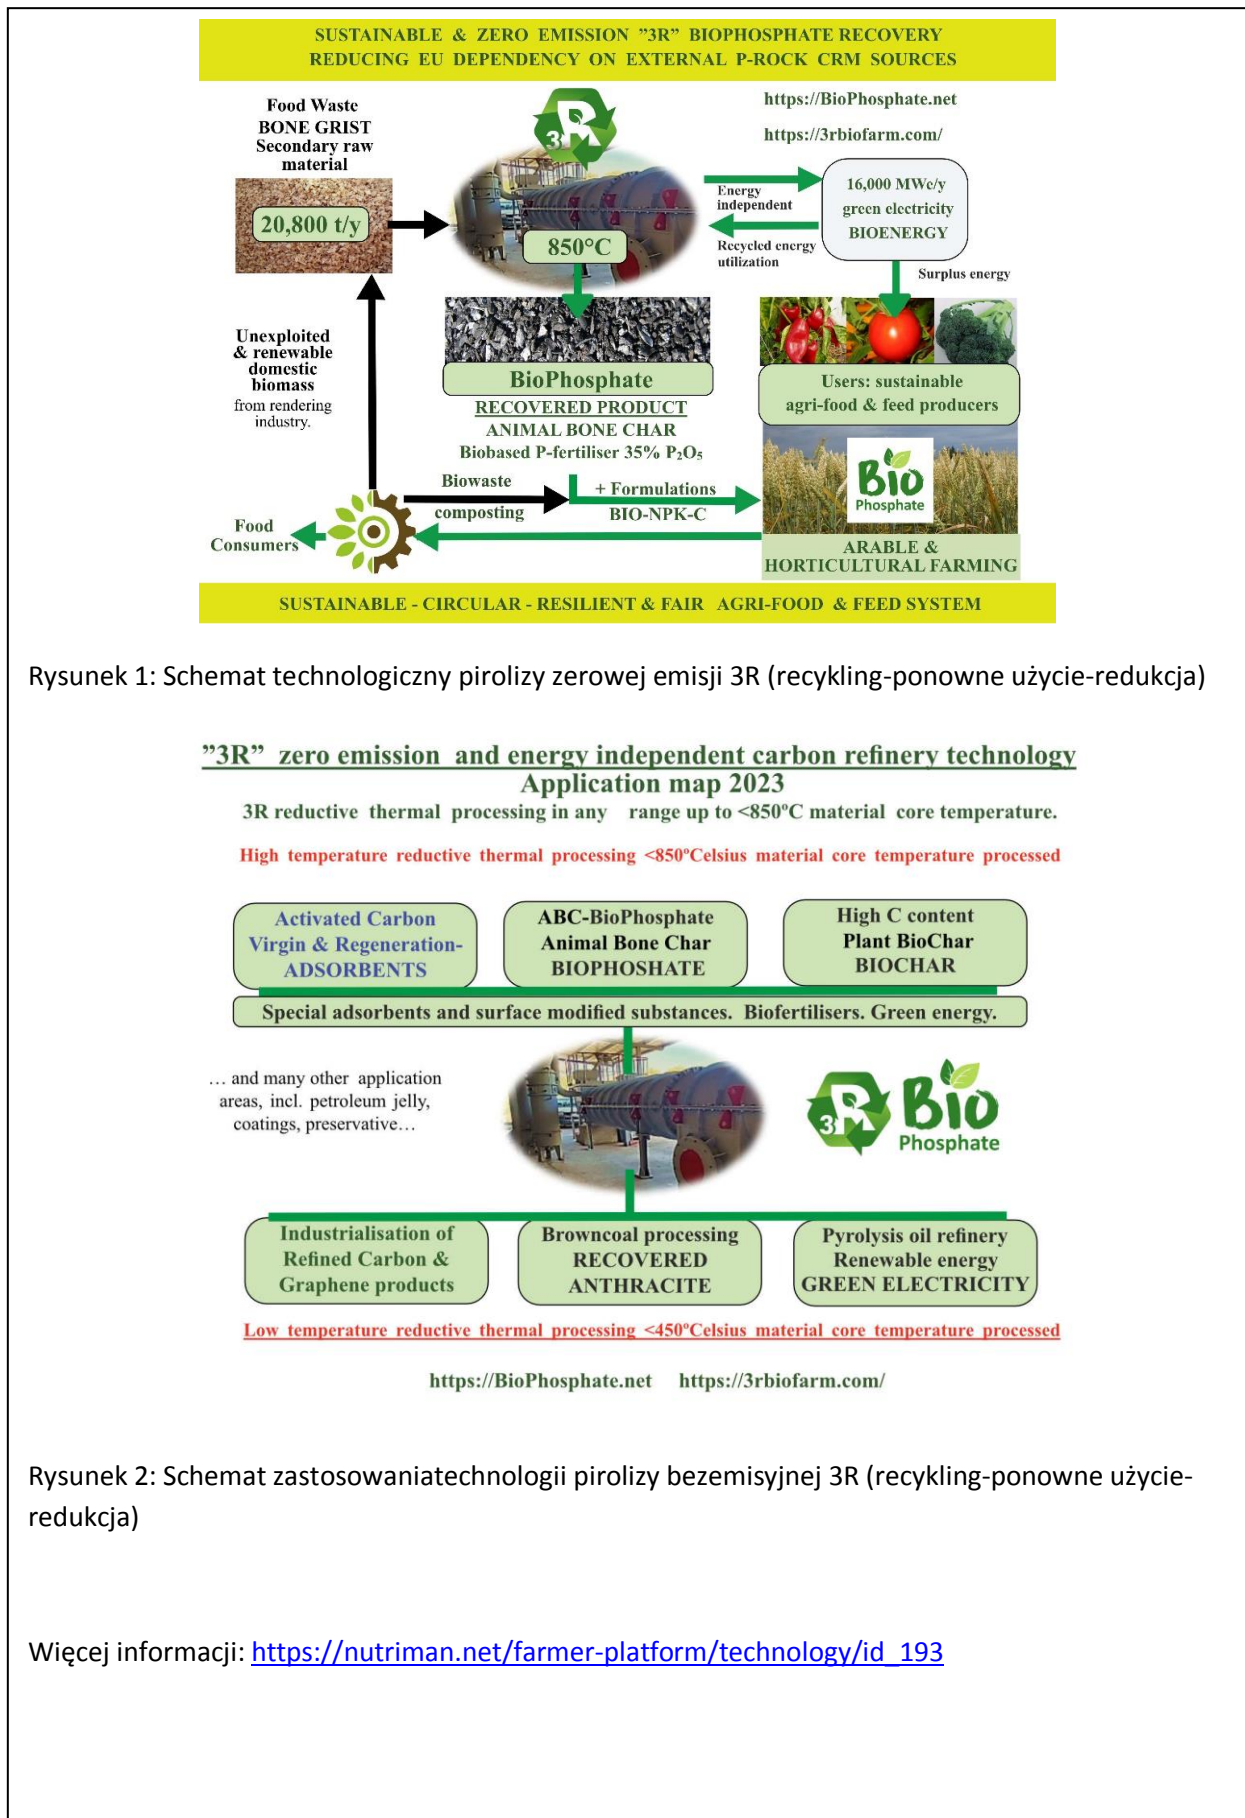 SUSTAINABLE & ZERO EMISSION ”3R” BIOPHOSPHATE RECOVERY
REDUCING EU DEPENDENCY ON EXTERNAL P-ROCK CRM SOURCES
Food Waste
BONE GRIST
Secondary raw
material
20,800 t/y
3R
850°C
https://BioPhosphate.net
https://3rbiofarm.com/
Energy
independent
Recycled energy
utilization
16,000 MWe/y
green electricity
BIOENERGY
Surplus energy
Unexploited
& renewable
domestic
biomass
from rendering
industry.
BioPhosphate
RECOVERED PRODUCT
ANIMAL BONE CHAR
Biobased P-fertiliser 35% P₂O₅
Users: sustainable
agri-food & feed producers
Bio
Phosphate
Biowaste
composting
+ Formulations
BIO-NPK-C
Food
Consumers
ARABLE &
HORTICULTURAL FARMING
SUSTAINABLE - CIRCULAR - RESILIENT & FAIR AGRI-FOOD & FEED SYSTEM
Rysunek 1: Schemat technologiczny pirolizy zerowej emisji 3R (recykling-ponowne użycie-redukcja)
”3R” zero emission and energy independent carbon refinery technology
Application map 2023
3R reductive thermal processing in any range up to <850ºC material core temperature.
High temperature reductive thermal processing <850ºCelsius material core temperature processed
Activated Carbon
Virgin & Regeneration-
ADSORBENTS
ABC-BioPhosphate
Animal Bone Char
BIOPHOSHATE
High C content
Plant BioChar
BIOCHAR
Special adsorbents and surface modified substances. Biofertilisers. Green energy.
… and many other application
areas, incl. petroleum jelly,
coatings, preservative…
3R
Bio
Phosphate
Industrialisation of
Refined Carbon &
Graphene products
Browncoal processing
RECOVERED
ANTHRACITE
Pyrolysis oil refinery
Renewable energy
GREEN ELECTRICITY
Low temperature reductive thermal processing <450ºCelsius material core temperature processed
https://BioPhosphate.net https://3rbiofarm.com/
Rysunek 2: Schemat zastosowaniatechnologii pirolizy bezemisyjnej 3R (recykling-ponowne użycie-
redukcja)
Więcej informacji: https://nutriman.net/farmer-platform/technology/id_193